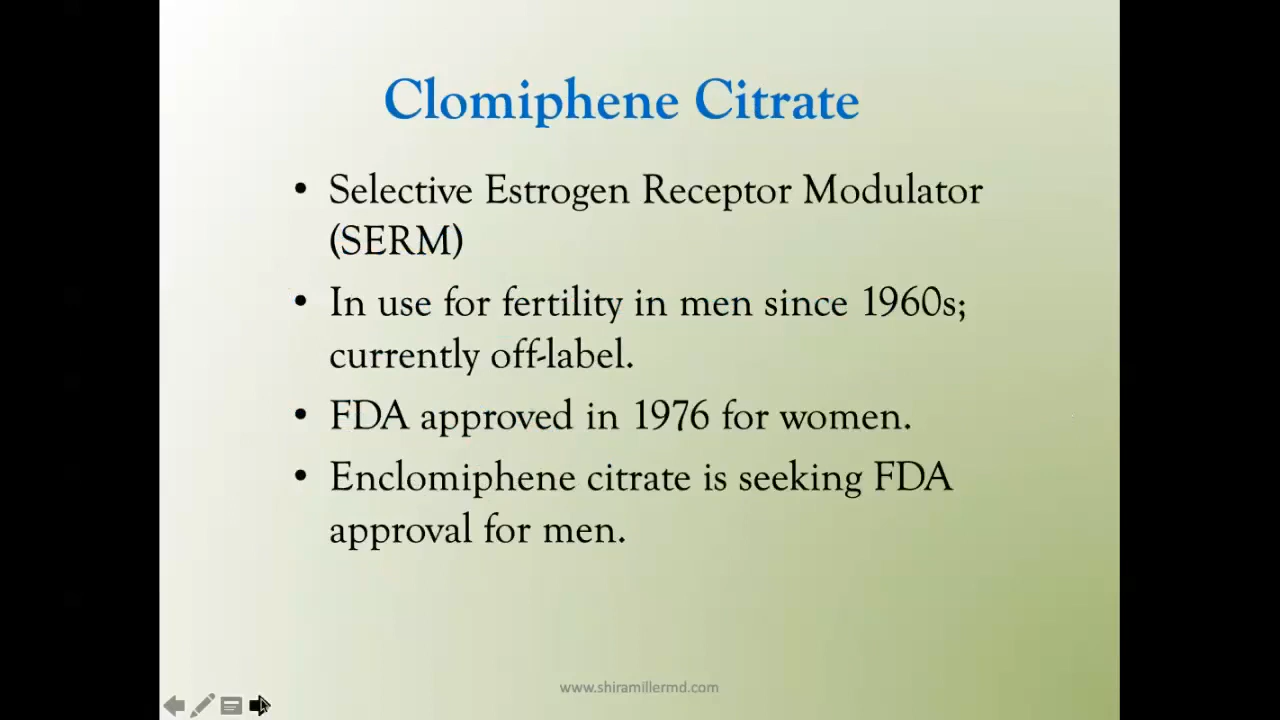 Clomiphene Citrate
• Selective Estrogen Receptor Modulator
(SERM)
• In use for fertility in men since 1960s;
currently off-label.
• FDA approved in 1976 for women.
• Enclomiphene citrate is seeking FDA
approval for men.
www.shiramillermd.com